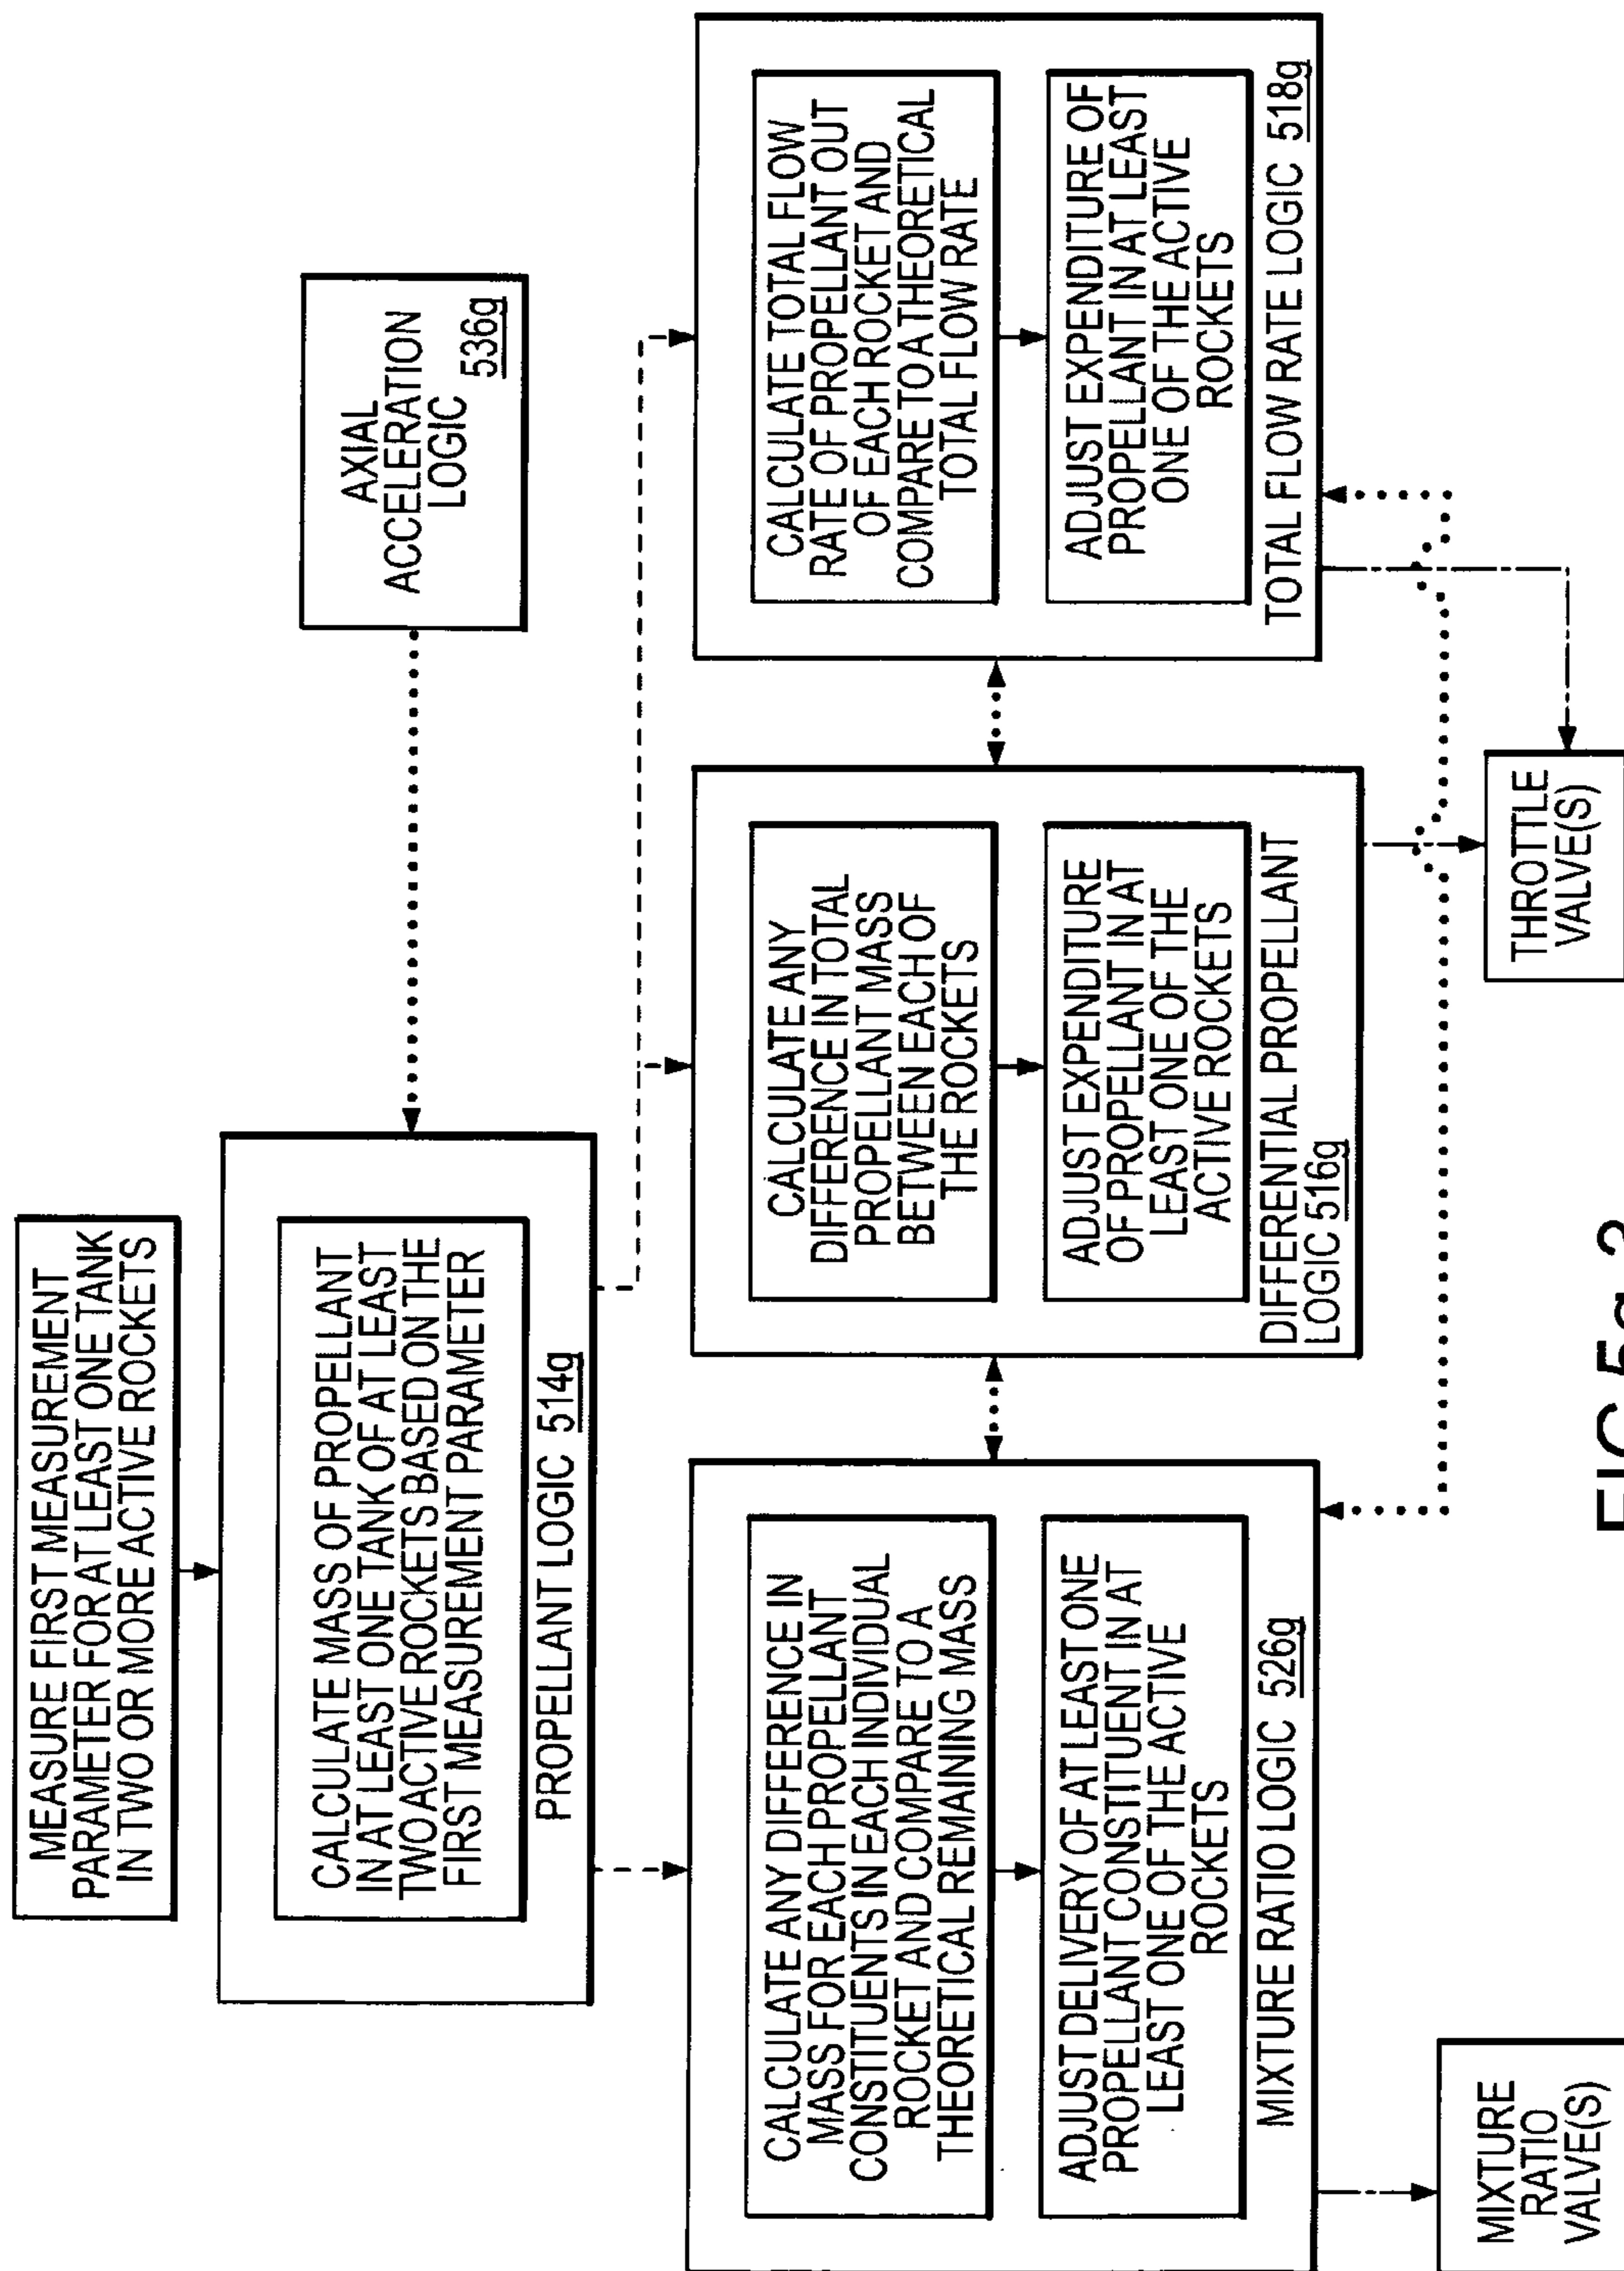 MEASURE FIRST MEASUREMENT
PARAMETER FOR AT LEAST ONE TANK
IN TWO OR MORE ACTIVE ROCKETS
CALCULATE MASS OF PROPELLANT
IN AT LEAST ONE TANK OF AT LEAST
TWO ACTIVE ROCKETS BASED ON THE
FIRST MEASUREMENT PARAMETER
PROPELLANT LOGIC 514g
AXIAL
ACCELERATION
LOGIC
536g
CALCULATE ANY DIFFERENCE IN
MASS FOR EACH PROPELLANT
CONSTITUENTS IN EACH INDIVIDUAL
ROCKET AND COMPARE TO A
THEORETICAL REMAINING MASS
ADJUST DELIVERY OF AT LEAST ONE
PROPELLANT CONSTITUENT IN AT
LEAST ONE OF THE ACTIVE
ROCKETS
MIXTURE RATIO LOGIC 526g
CALCULATE ANY
DIFFERENCE IN TOTAL
PROPELLANT MASS
BETWEEN EACH OF
THE ROCKETS
ADJUST EXPENDITURE
OF PROPELLANT IN AT
LEAST ONE OF THE
ACTIVE ROCKETS
DIFFERENTIAL PROPELLANT
LOGIC 516g
CALCULATE TOTAL FLOW
RATE OF PROPELLANT OUT
OF EACH ROCKET AND
COMPARE TO A THEORETICAL
TOTAL FLOW RATE
ADJUST EXPENDITURE OF
PROPELLANT IN AT LEAST
ONE OF THE ACTIVE
ROCKETS
TOTAL FLOW RATE LOGIC 518g
MIXTURE
RATIO
VALVE(S)
THROTTLE
VALVE(S)